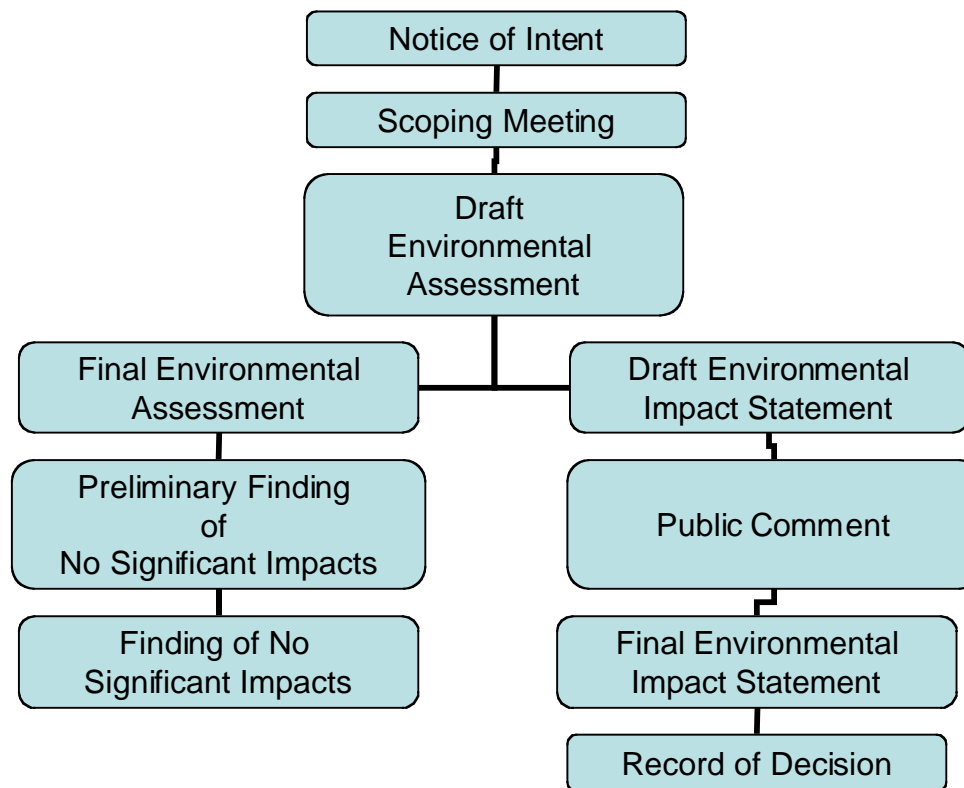 Notice of Intent
Scoping Meeting
Draft
Environmental
Assessment
Final Environmental
Assessment
Draft Environmental
Impact Statement
Preliminary Finding
of
No Significant Impacts
Public Comment
Finding of No
Significant Impacts
Final Environmental
Impact Statement
Record of Decision